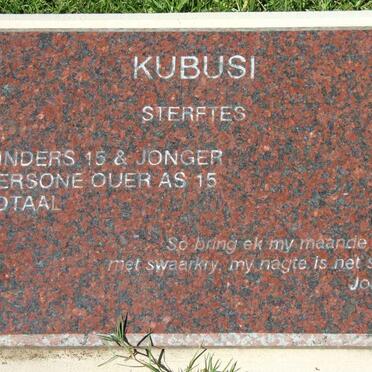 KUBUSI
STERFTES
INDERS 15 & JONGER
ERSONE OUER AS 15
OTAAL
So bring ek my maande
met swaarkry, my nagte is net s
Jo